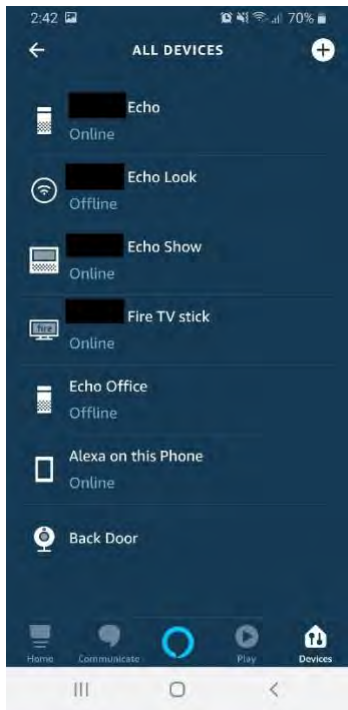 2:42 70%
ALL DEVICES
Echo
Online
Echo Look
Offline
Echo Show
Online
Fire TV stick
fire
Online
Echo Office
Offline
Alexa on this Phone
Online
Back Door
Home Communicate Play Devices